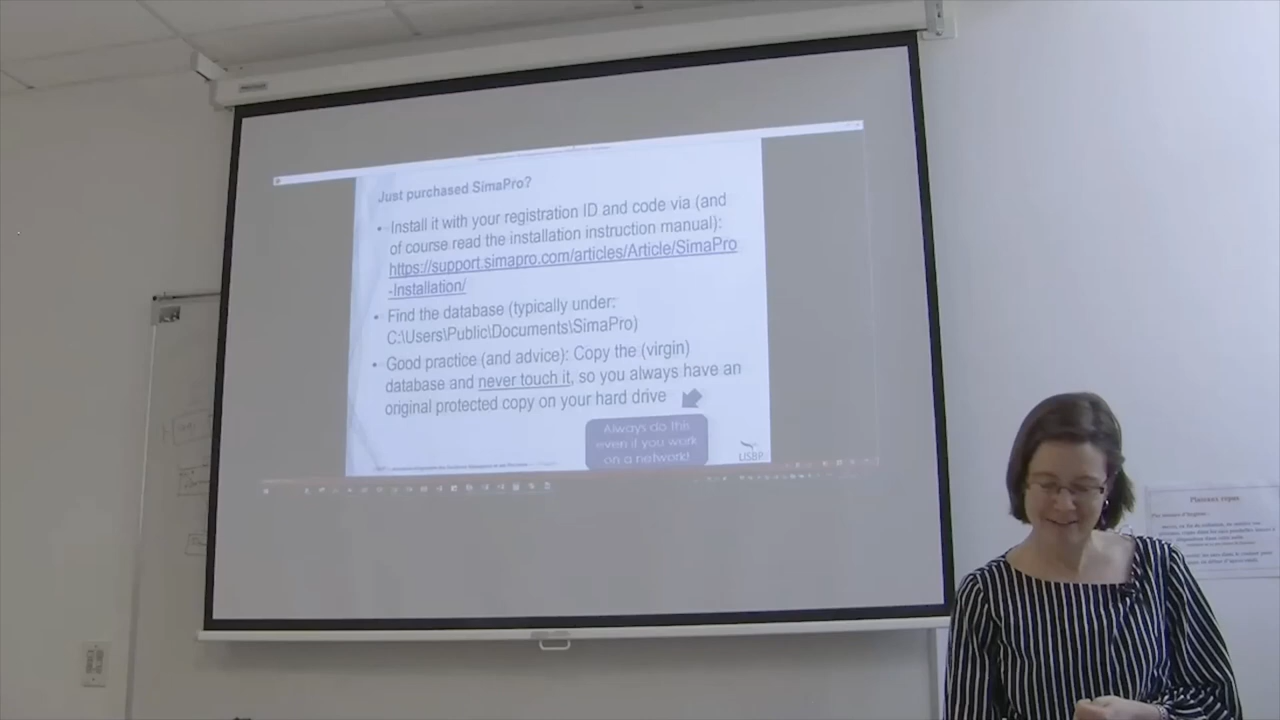 Just purchased SimaPro?
• Install it with your registration ID and code via (and
of course read the installation instruction manual):
https://support.simapro.com/articles/Article/SimaPro
-Installation/
• Find the database (typically under:
C:\Users\Public\Documents\SimaPro)
• Good practice (and advice): Copy the (virgin)
database and never touch it, so you always have an
original protected copy on your hard drive
Always do this
even if you work
on a network!
LISBP
Plateaux repas